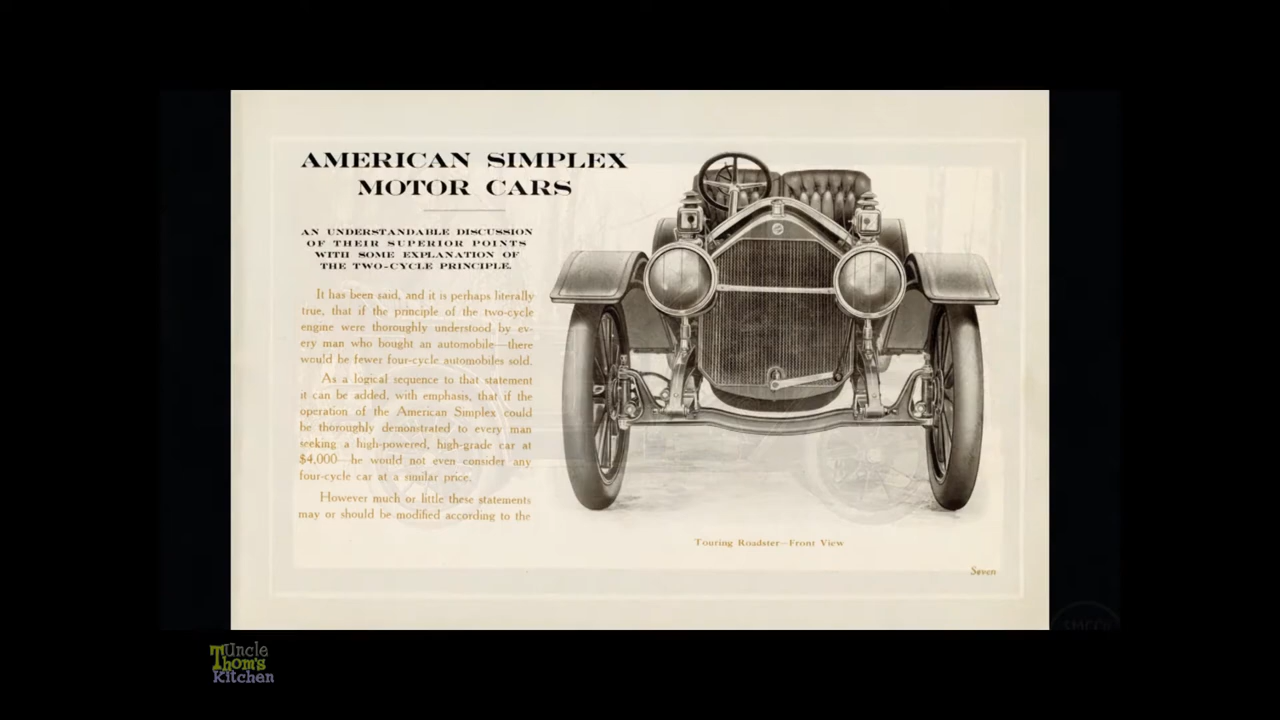 AMERICAN SIMPLEX
MOTOR CARS
AN UNDERSTANDABLE DISCUSSION
OF THEIR SUPERIOR POINTS
WITH SOME EXPLANATION OF
THE TWO-CYCLE PRINCIPLE.
It has been said, and it is perhaps literally
true, that if the principle of the two-cycle
engine were thoroughly understood by ev-
ery man who bought an automobile—there
would be fewer four-cycle automobiles sold.
As a logical sequence to that statement
it can be added, with emphasis, that if the
operation of the American Simplex could
be thoroughly demonstrated to every man
seeking a high-powered, high-grade car at
$4,000—he would not even consider any
four-cycle car at a similar price.
However much or little these statements
may or should be modified according to the
Touring Roadster—Front View
Seven
Uncle
Thom's
Kitchen